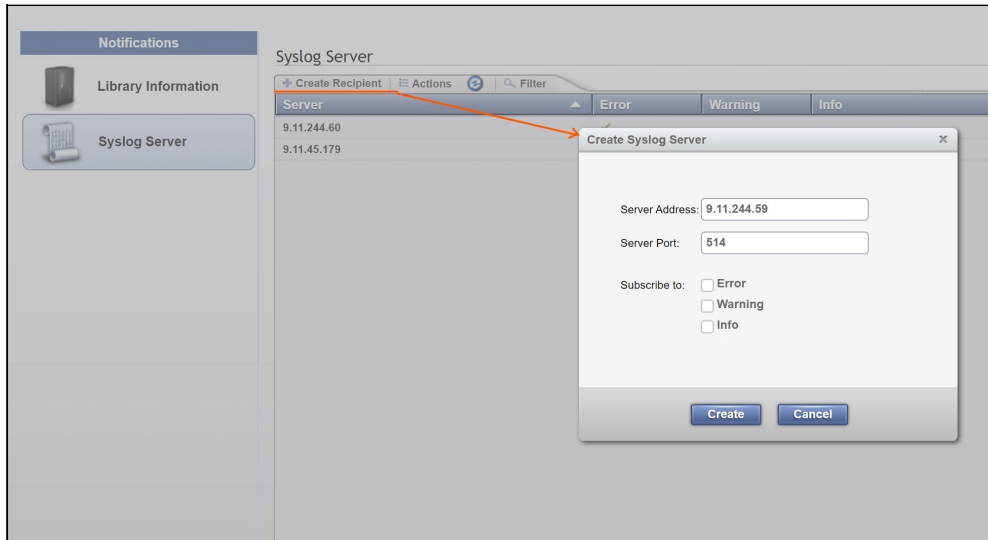 Notifications
Library Information
Syslog Server
Syslog Server
Create Recipient Actions Filter
Server Error Warning Info
9.11.244.60
9.11.45.179
Create Syslog Server x
Server Address: 9.11.244.59
Server Port: 514
Subscribe to: Error
Warning
Info
Create Cancel